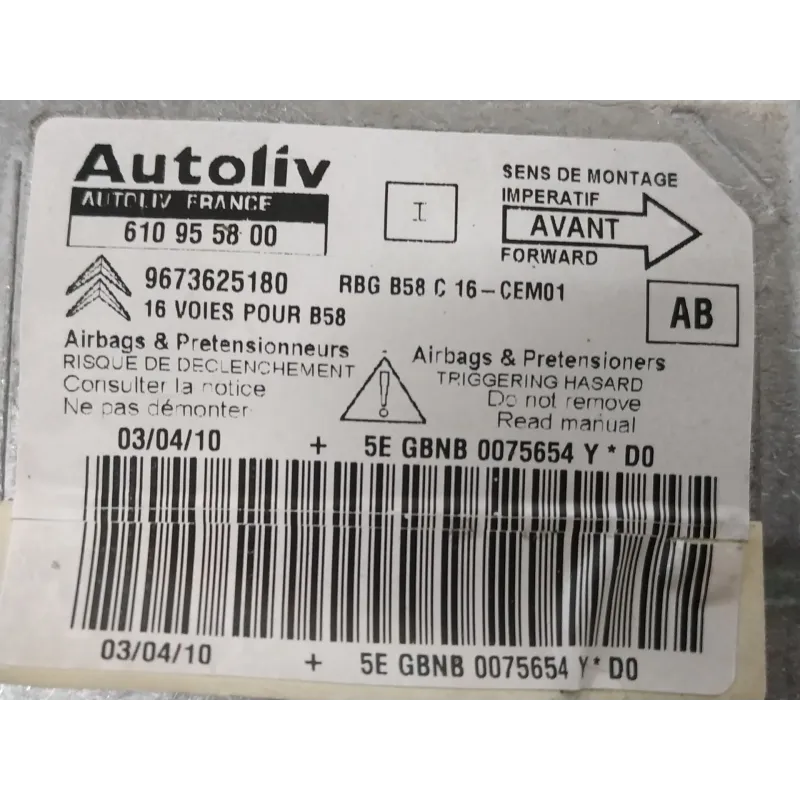 Autoliv
AUTOLIV FRANCE
610 95 58 00
I
SENS DE MONTAGE
IMPERATIF
AVANT
FORWARD
9673625180
RBG B58 C 16-CEM01
16 VOIES POUR B58
AB
Airbags & Pretensionneurs
RISQUE DE DECLENCHEMENT
Consulter la notice
Ne pas démonter
!
Airbags & Pretensioners
TRIGGERING HASARD
Do not remove
Read manual
03/04/10 + 5E GBNB 0075654 Y * D0
03/04/10 + 5E GBNB 0075654 Y * D0